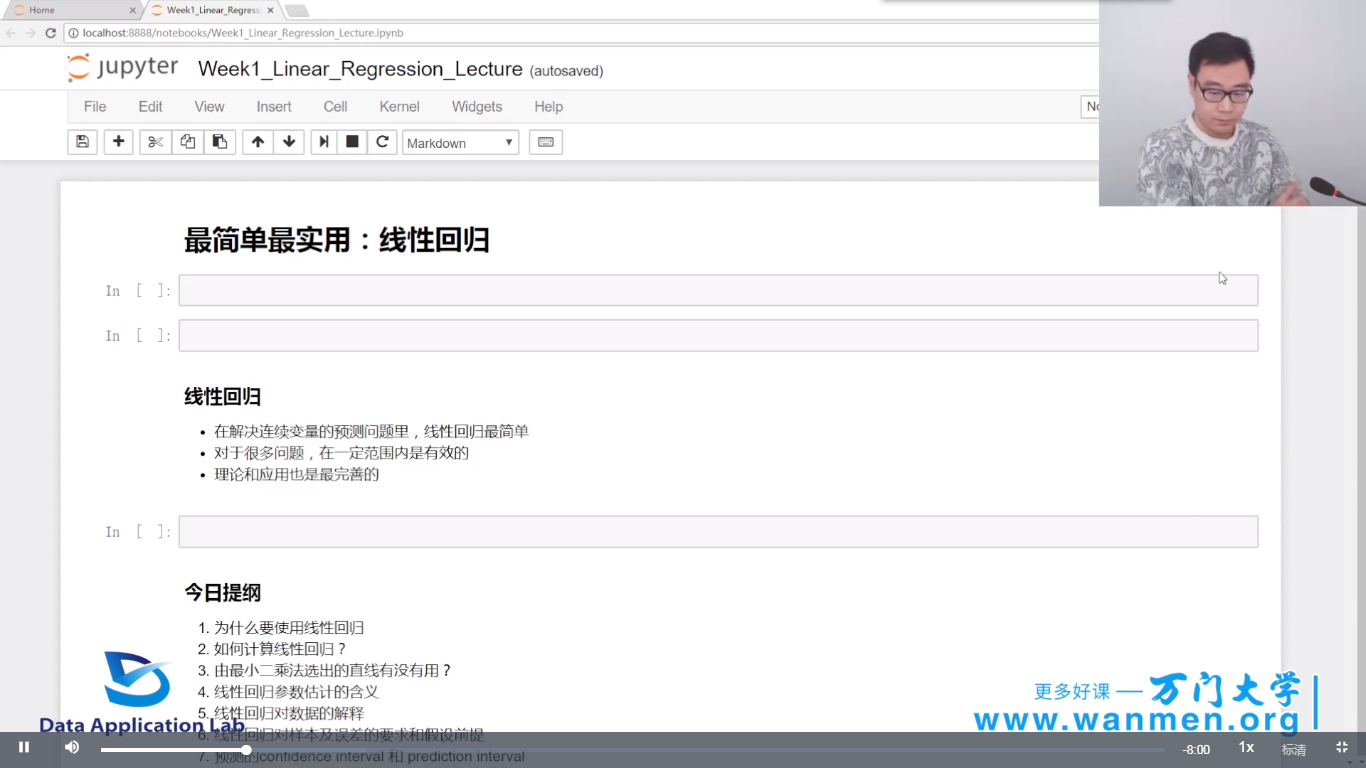 Home
Week1_Linear_Regress
localhost:8888/notebooks/Week1_Linear_Regression_Lecture.ipynb
jupyter Week1_Linear_Regression_Lecture (autosaved)
File Edit View Insert Cell Kernel Widgets Help
Markdown
最简单最实用：线性回归
In [ ]:
In [ ]:
线性回归
• 在解决连续变量的预测问题里，线性回归最简单
• 对于很多问题，在一定范围内是有效的
• 理论和应用也是最完善的
In [ ]:
今日提纲
1. 为什么要使用线性回归
2. 如何计算线性回归？
3. 由最小二乘法选出的直线有没有用？
4. 线性回归参数估计的含义
5. 线性回归对数据的解释
6. 线性回归对样本及误差的要求和假设前提
7. 预测的confidence interval 和 prediction interval
Data Application Lab
更多好课 — 万门大学
www.wanmen.org
-8:00 1x 标清